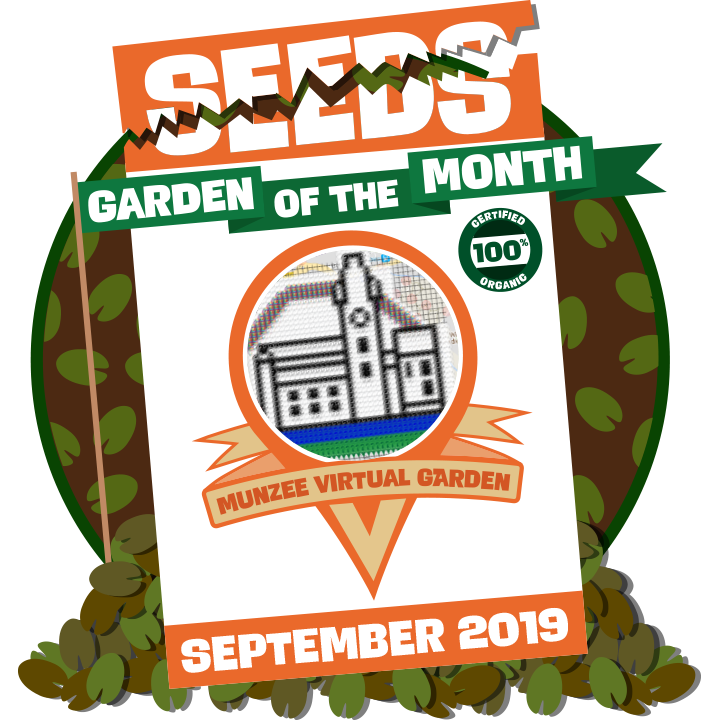 SEEDS
GARDEN OF THE MONTH
CERTIFIED
100%
ORGANIC
MUNZEE VIRTUAL GARDEN
SEPTEMBER 2019